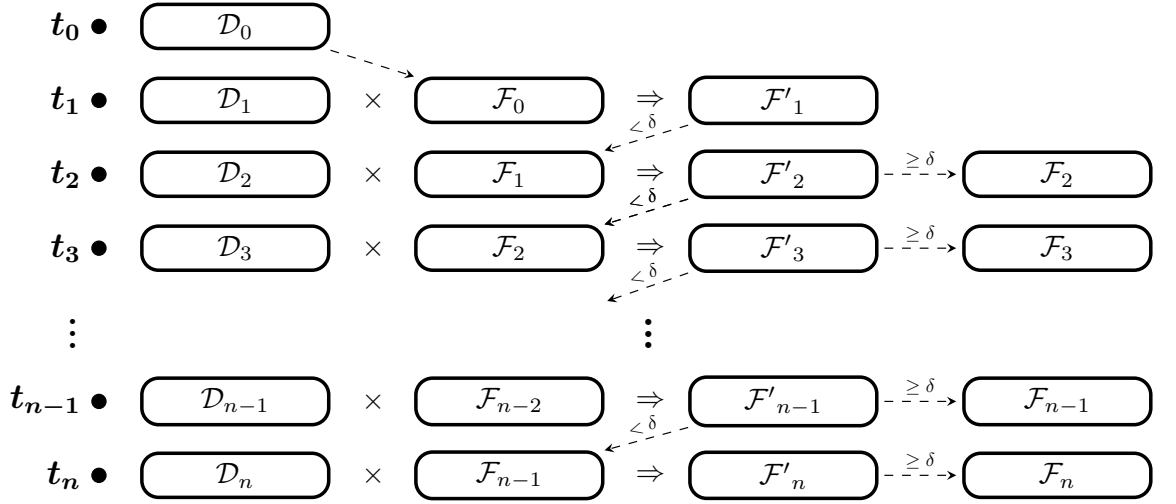 t₀ ● 𝒟₀
t₁ ● 𝒟₁ × ℱ₀ ⇒ ℱ′₁
< δ
t₂ ● 𝒟₂ × ℱ₁ ⇒ ℱ′₂ ≥ δ ℱ₂
< δ
t₃ ● 𝒟₃ × ℱ₂ ⇒ ℱ′₃ ≥ δ ℱ₃
< δ
⋮ ⋮
tₙ₋₁ ● 𝒟ₙ₋₁ × ℱₙ₋₂ ⇒ ℱ′ₙ₋₁ ≥ δ ℱₙ₋₁
< δ
tₙ ● 𝒟ₙ × ℱₙ₋₁ ⇒ ℱ′ₙ ≥ δ ℱₙ